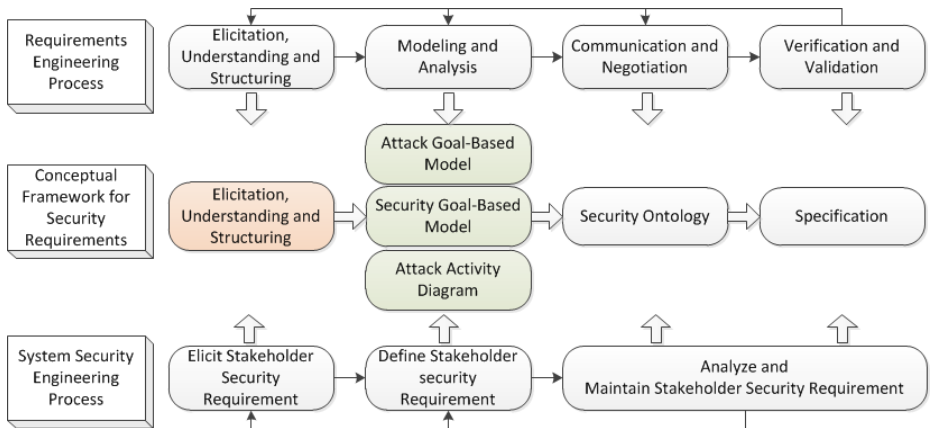 Requirements
Engineering
Process
Elicitation,
Understanding and
Structuring
Modeling and
Analysis
Communication and
Negotiation
Verification and
Validation
Conceptual
Framework for
Security
Requirements
Elicitation,
Understanding and
Structuring
Attack Goal-Based
Model
Security Goal-Based
Model
Attack Activity
Diagram
Security Ontology
Specification
System Security
Engineering
Process
Elicit Stakeholder
Security
Requirement
Define Stakeholder
security
Requirement
Analyze and
Maintain Stakeholder Security Requirement